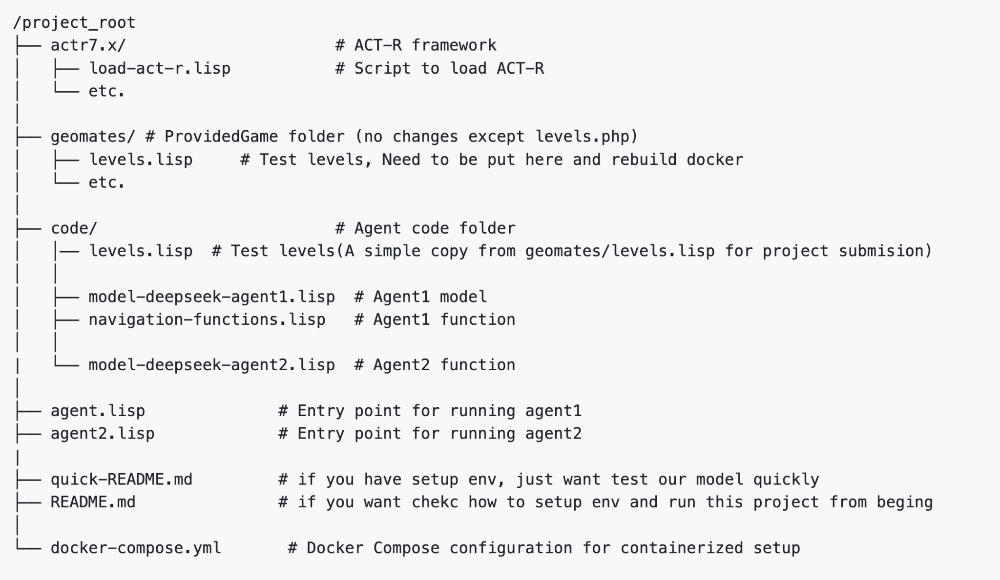 /project_root
├── actr7.x/                      # ACT-R framework
│   ├── load-act-r.lisp           # Script to load ACT-R
│   └── etc.
│
├── geomates/ # ProvidedGame folder (no changes except levels.php)
│   ├── levels.lisp     # Test levels, Need to be put here and rebuild docker
│   └── etc.
│
├── code/                         # Agent code folder
│   │── levels.lisp  # Test levels(A simple copy from geomates/levels.lisp for project submision)
│   │
│   ├── model-deepseek-agent1.lisp  # Agent1 model
│   ├── navigation-functions.lisp   # Agent1 function
│   │
│   └── model-deepseek-agent2.lisp  # Agent2 function
│
├── agent.lisp              # Entry point for running agent1
├── agent2.lisp             # Entry point for running agent2
│
├── quick-README.md         # if you have setup env, just want test our model quickly
├── README.md               # if you want chekc how to setup env and run this project from beging
│
└── docker-compose.yml       # Docker Compose configuration for containerized setup